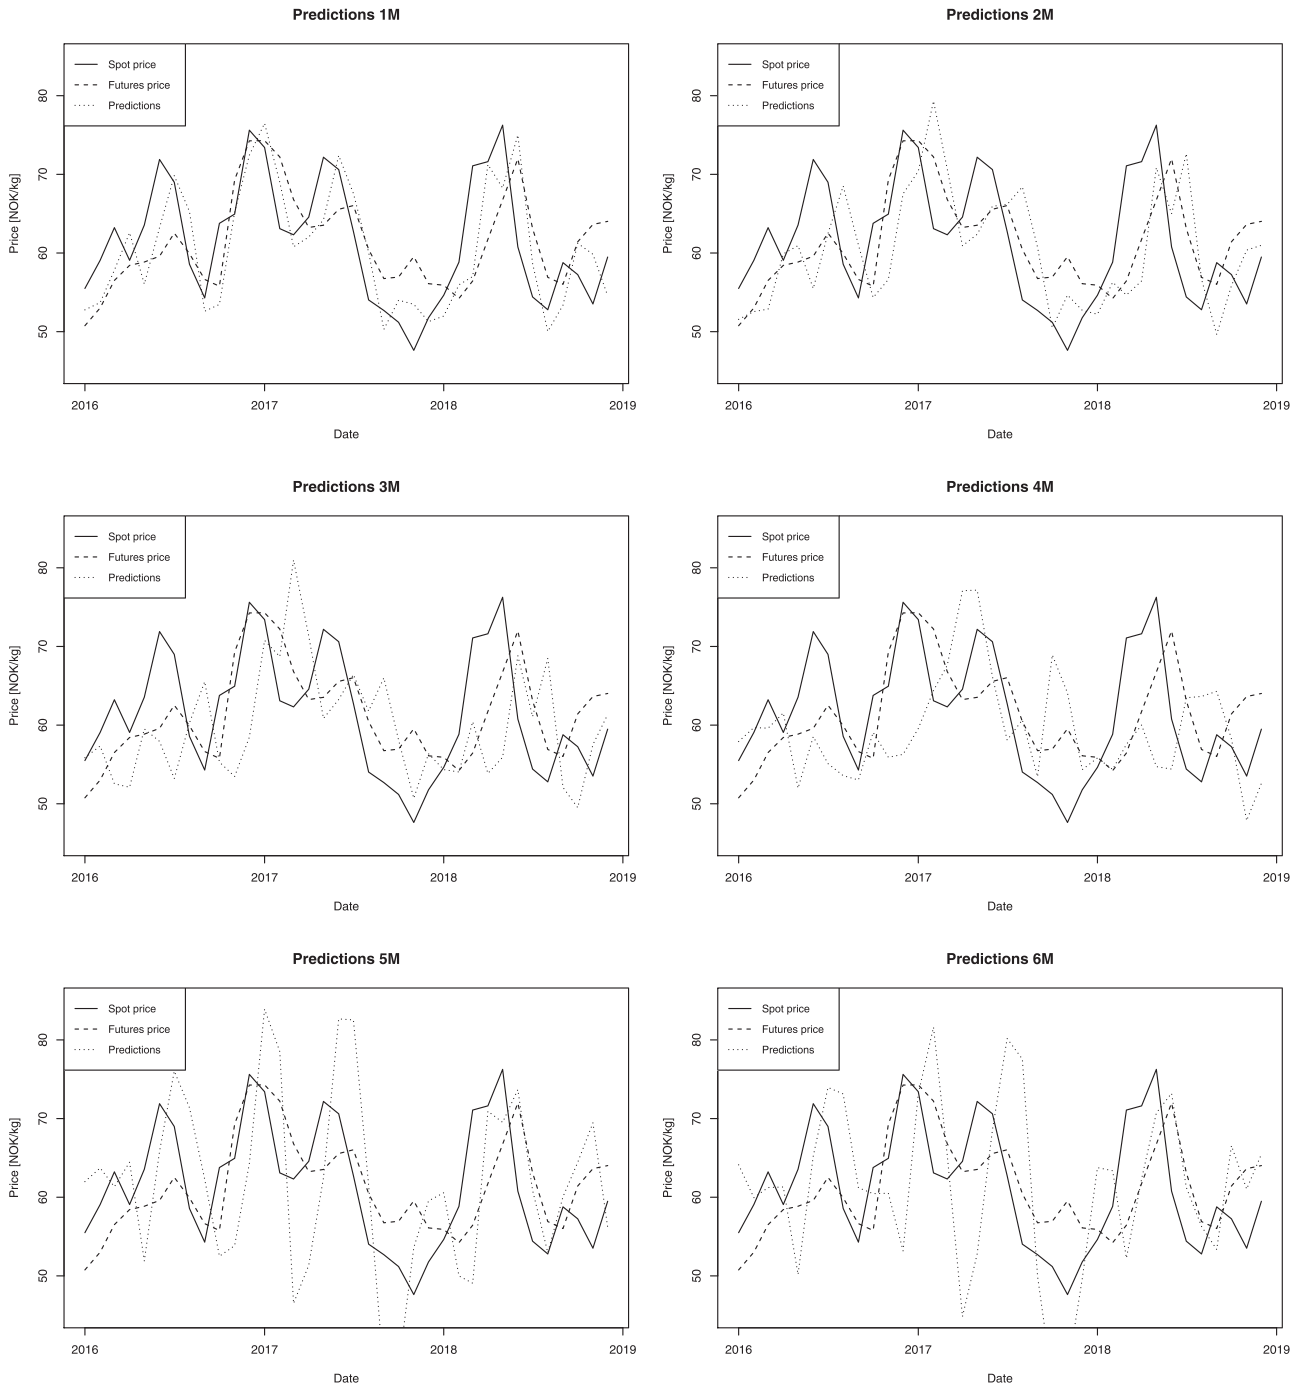 Predictions 1M
Spot price
Futures price
Predictions
Price [NOK/kg]
80
70
60
50
2016
2017
2018
2019
Date
Predictions 2M
Spot price
Futures price
Predictions
Price [NOK/kg]
80
70
60
50
2016
2017
2018
2019
Date
Predictions 3M
Spot price
Futures price
Predictions
Price [NOK/kg]
80
70
60
50
2016
2017
2018
2019
Date
Predictions 4M
Spot price
Futures price
Predictions
Price [NOK/kg]
80
70
60
50
2016
2017
2018
2019
Date
Predictions 5M
Spot price
Futures price
Predictions
Price [NOK/kg]
80
70
60
50
2016
2017
2018
2019
Date
Predictions 6M
Spot price
Futures price
Predictions
Price [NOK/kg]
80
70
60
50
2016
2017
2018
2019
Date